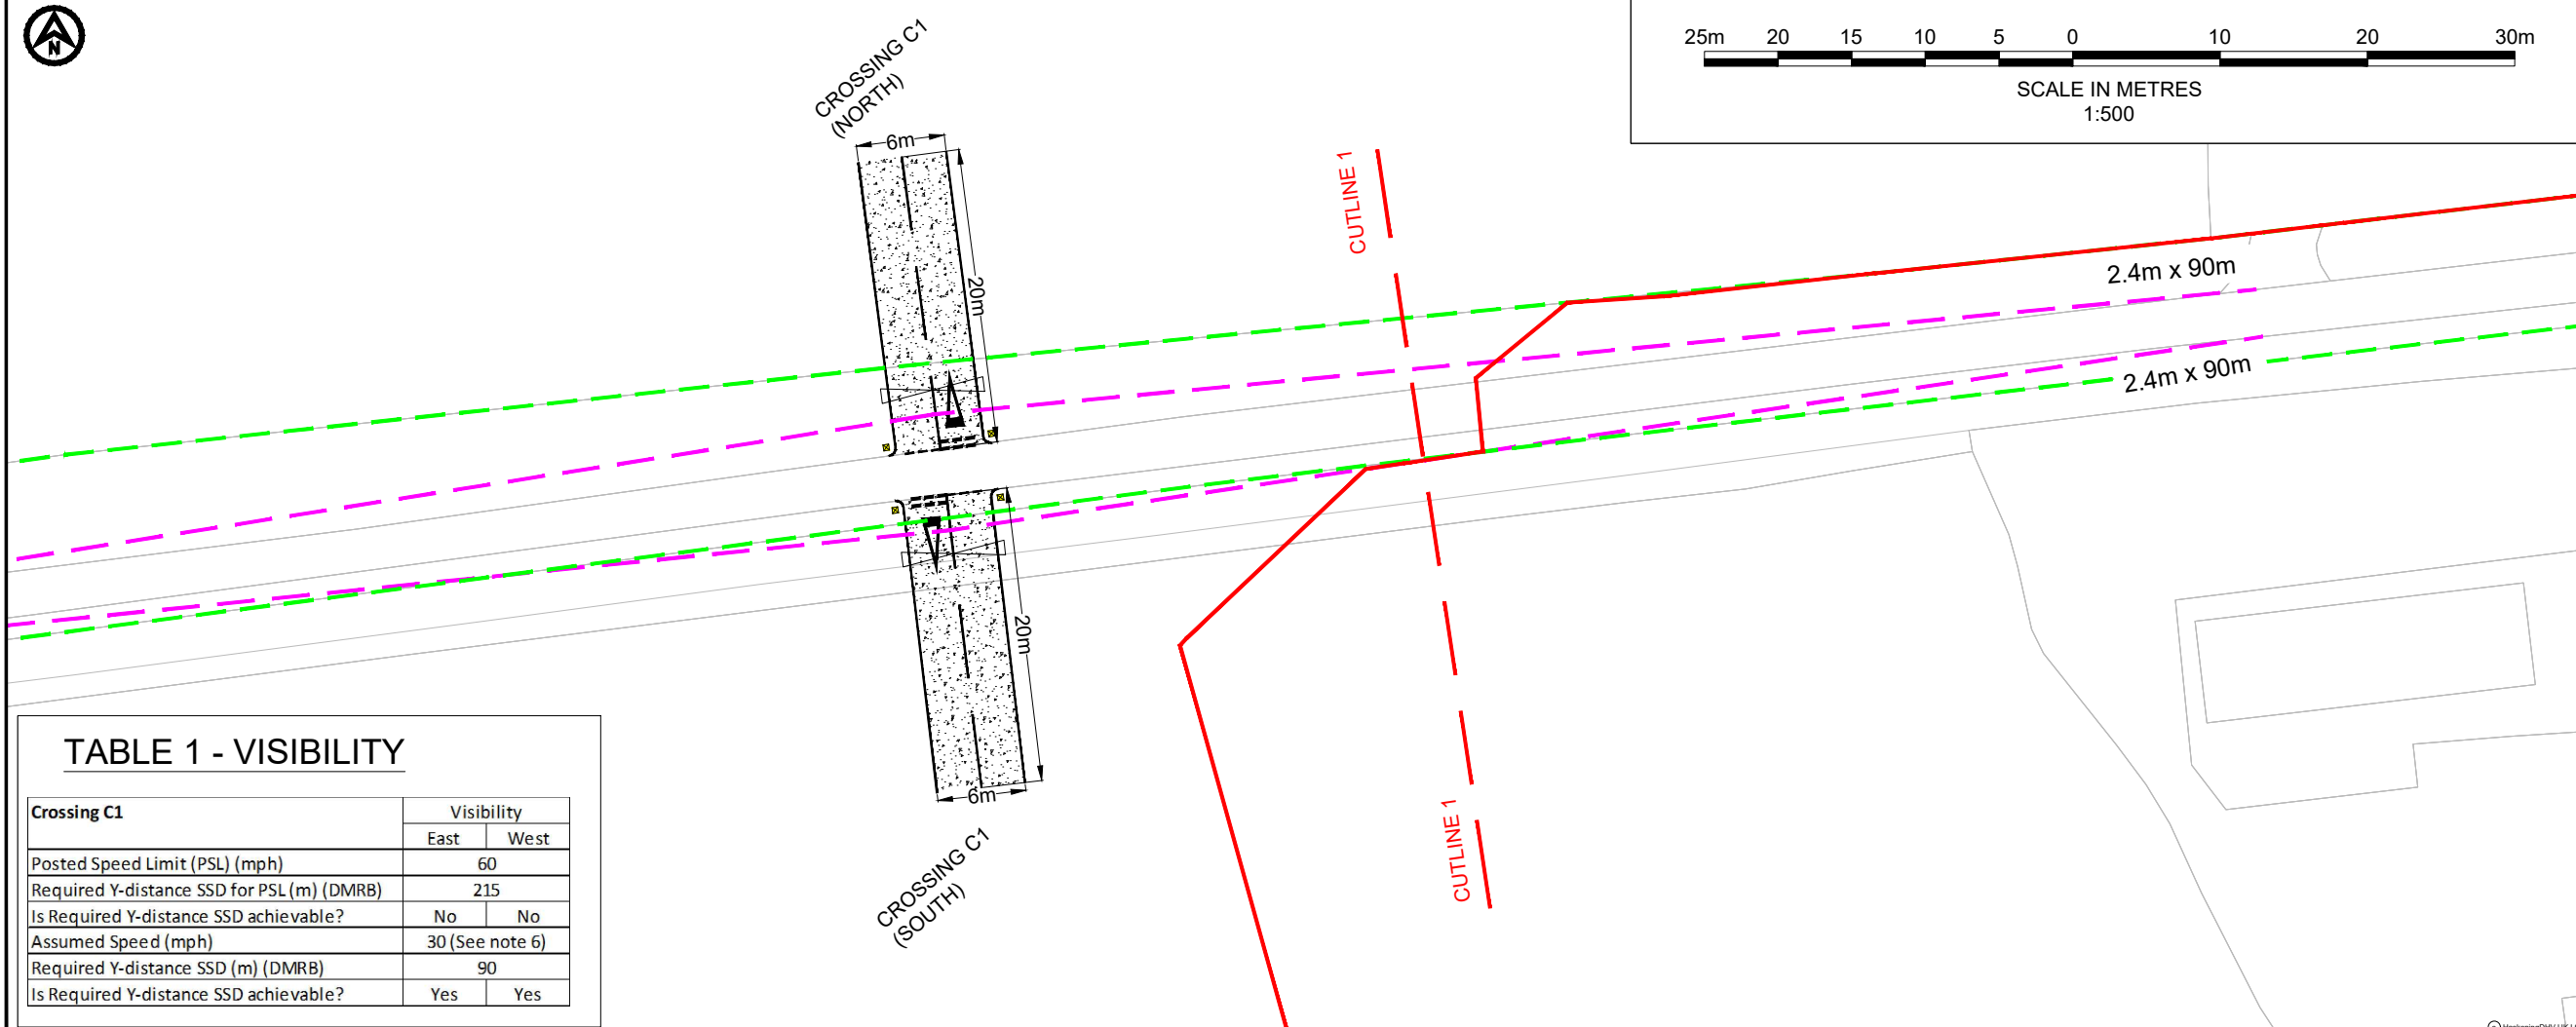 N
CROSSING C1
(NORTH)
6m
20m
CUTLINE 1
25m 20 15 10 5 0 10 20 30m
SCALE IN METRES
1:500
2.4m x 90m
2.4m x 90m
20m
6m
CROSSING C1
(SOUTH)
CUTLINE 1
TABLE 1 - VISIBILITY
Crossing C1 Visibility
East West
Posted Speed Limit (PSL) (mph) 60
Required Y-distance SSD for PSL (m) (DMRB) 215
Is Required Y-distance SSD achievable? No No
Assumed Speed (mph) 30 (See note 6)
Required Y-distance SSD (m) (DMRB) 90
Is Required Y-distance SSD achievable? Yes Yes